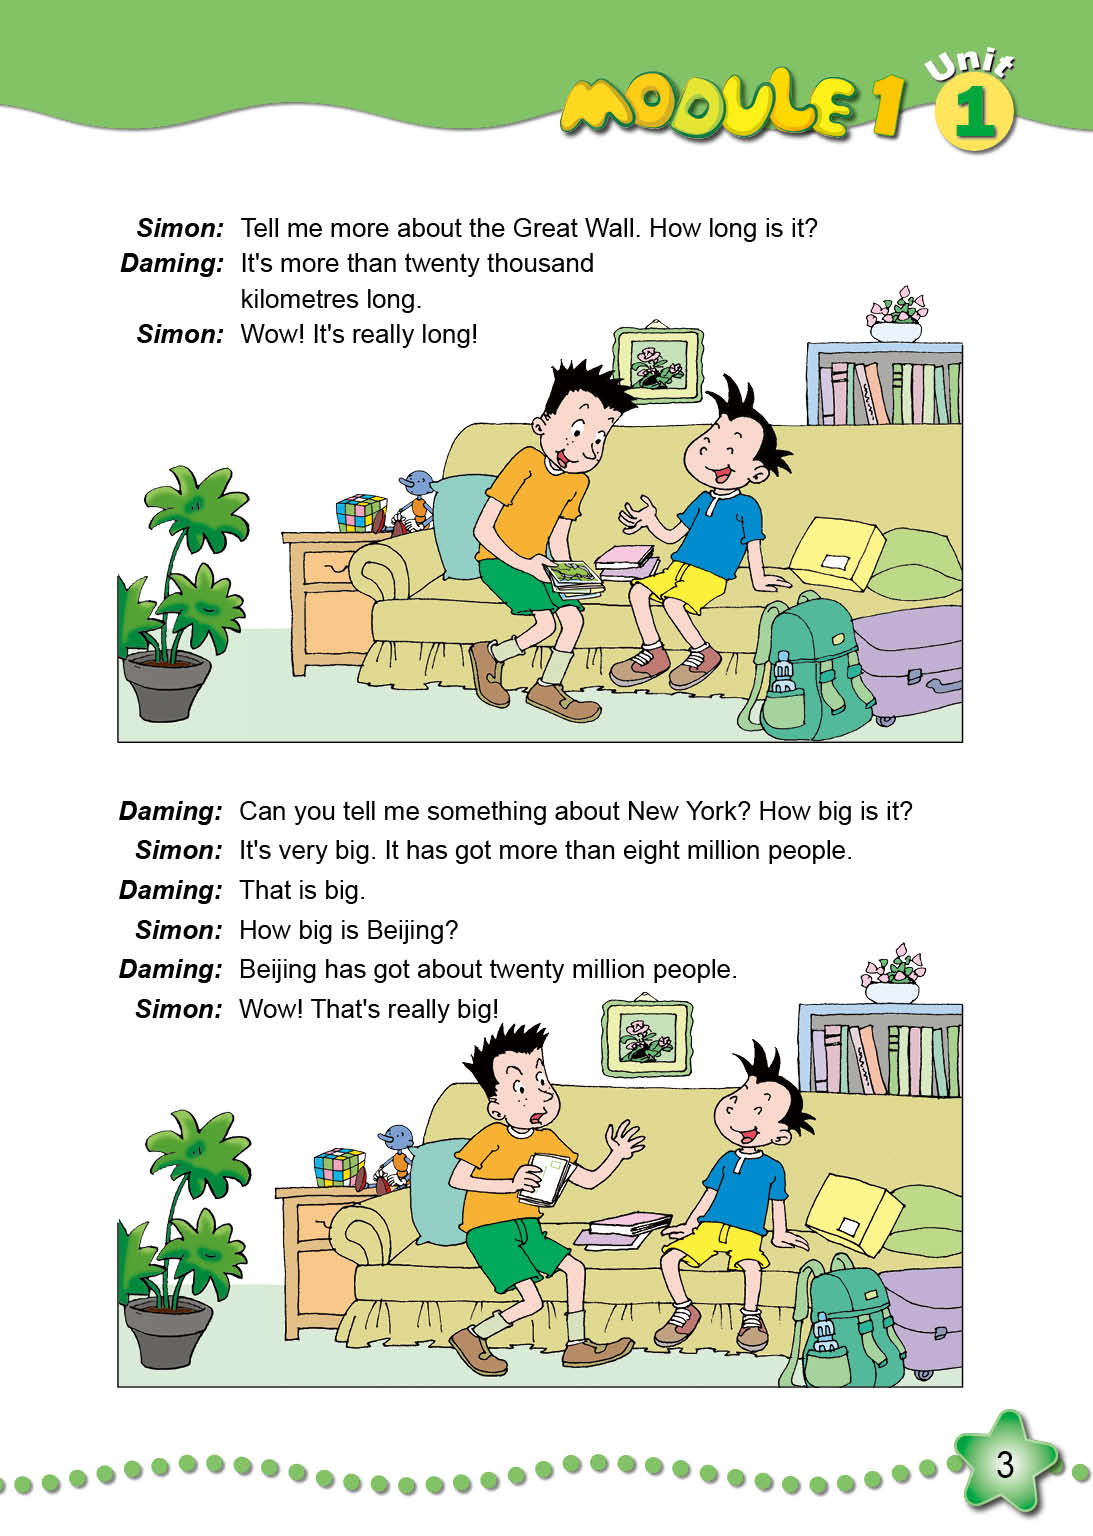 MODULE 1 Unit 1
Simon: Tell me more about the Great Wall. How long is it?
Daming: It's more than twenty thousand
kilometres long.
Simon: Wow! It's really long!
Daming: Can you tell me something about New York? How big is it?
Simon: It's very big. It has got more than eight million people.
Daming: That is big.
Simon: How big is Beijing?
Daming: Beijing has got about twenty million people.
Simon: Wow! That's really big!
3